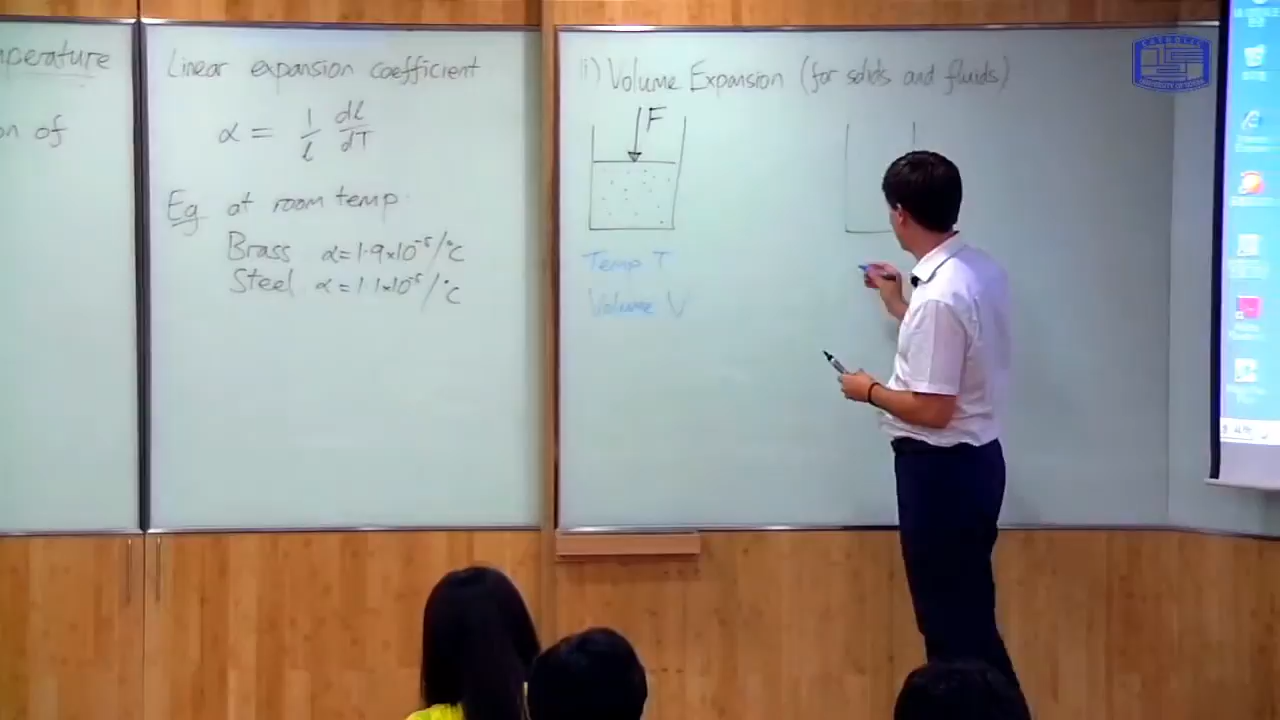 perature
on of
Linear expansion coefficient
α = 1/l dl/dT
Eg at room temp.
Brass α=1.9×10⁻⁵/°C
Steel α=1.1×10⁻⁵/°C
i) Volume Expansion (for solids and fluids)
F
Temp T
Volume V
CATHOLIC